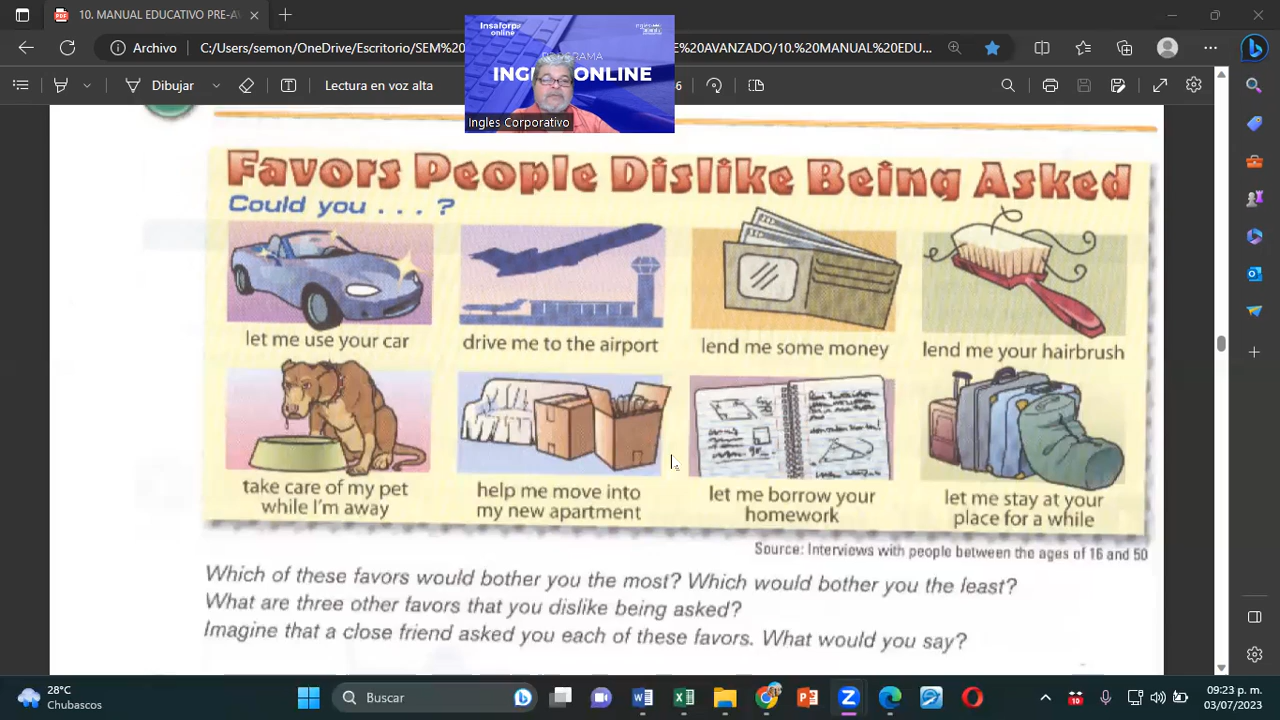 10. MANUAL EDUCATIVO PRE-A
Archivo
C:/Users/semon/OneDrive/Escritorio/SEM%20
E%20AVANZADO/10.%20MANUAL%20EDU...
Dibujar
Lectura en voz alta
6
Insaforp
online
INGLES ONLINE
Ingles Corporativo
Favors People Dislike Being Asked
Could you . . . ?
let me use your car
drive me to the airport
lend me some money
lend me your hairbrush
take care of my pet
while I'm away
help me move into
my new apartment
let me borrow your
homework
let me stay at your
place for a while
Source: Interviews with people between the ages of 16 and 50
Which of these favors would bother you the most? Which would bother you the least?
What are three other favors that you dislike being asked?
Imagine that a close friend asked you each of these favors. What would you say?
28°C
Chubascos
Buscar
10
09:23 p. m.
03/07/2023